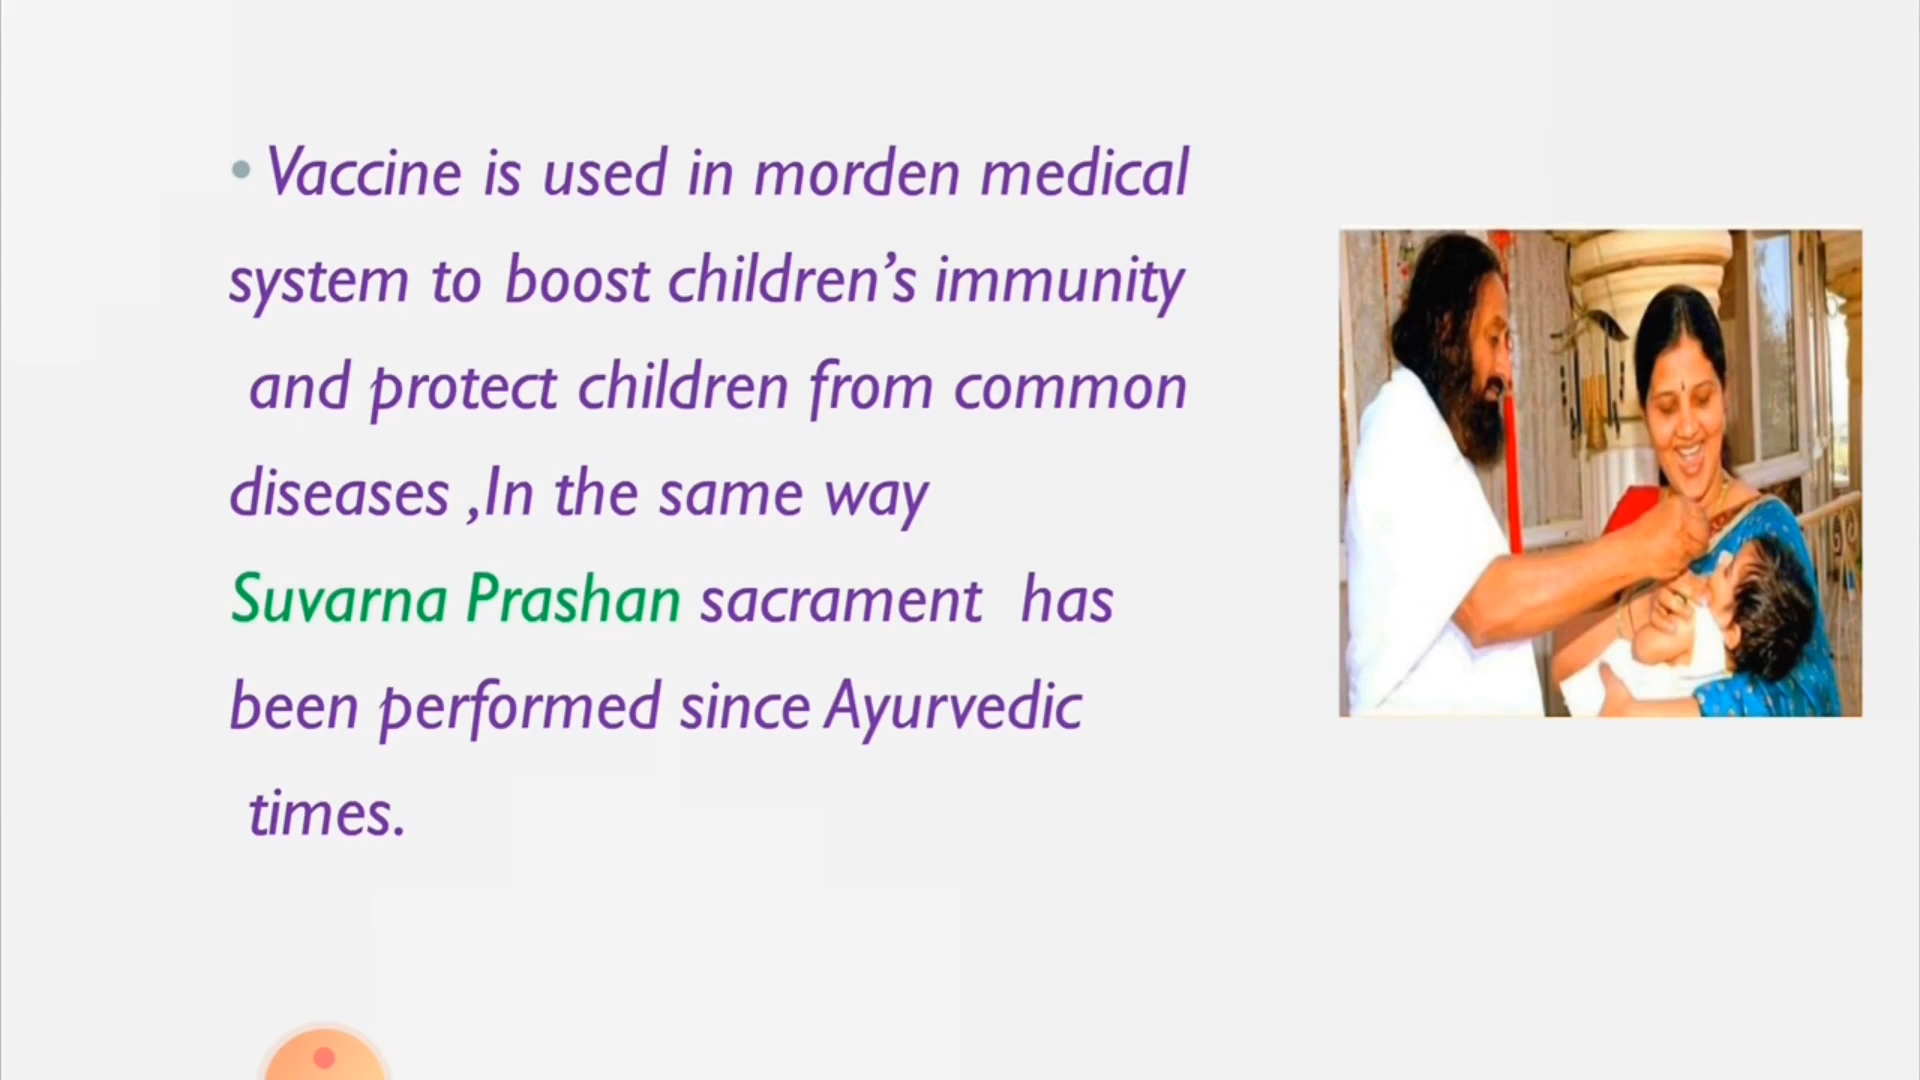 • Vaccine is used in morden medical
system to boost children's immunity
and protect children from common
diseases ,In the same way
Suvarna Prashan sacrament has
been performed since Ayurvedic
times.